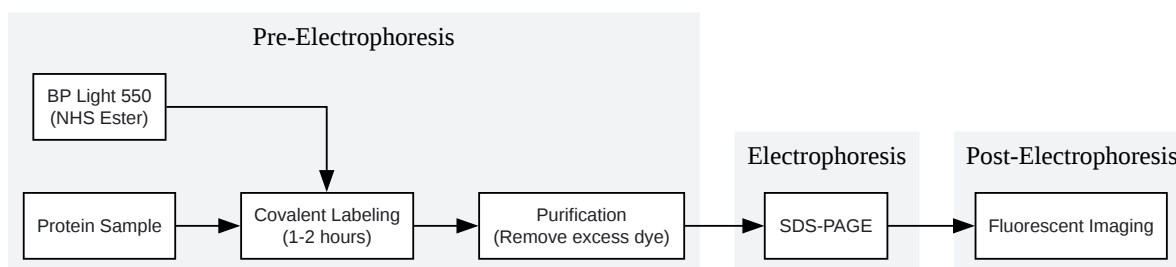 Pre-Electrophoresis
BP Light 550
(NHS Ester)
Electrophoresis
Post-Electrophoresis
Protein Sample
Covalent Labeling
(1-2 hours)
Purification
(Remove excess dye)
SDS-PAGE
Fluorescent Imaging